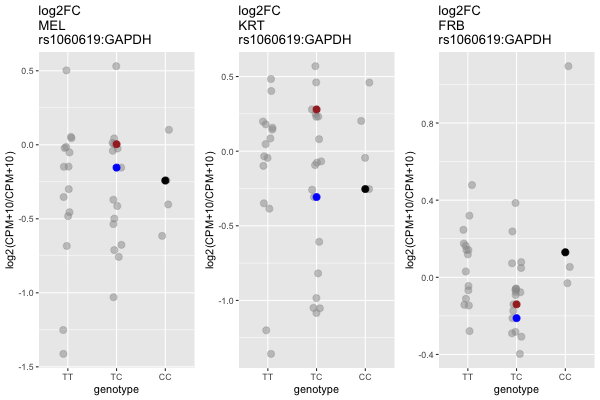 log2FC
MEL
rs1060619:GAPDH
log2(CPM+10/CPM+10)
0.5
0.0
-0.5
-1.0
-1.5
TT TC CC
genotype
log2FC
KRT
rs1060619:GAPDH
log2(CPM+10/CPM+10)
0.5
0.0
-0.5
-1.0
TT TC CC
genotype
log2FC
FRB
rs1060619:GAPDH
log2(CPM+10/CPM+10)
0.8
0.4
0.0
-0.4
TT TC CC
genotype